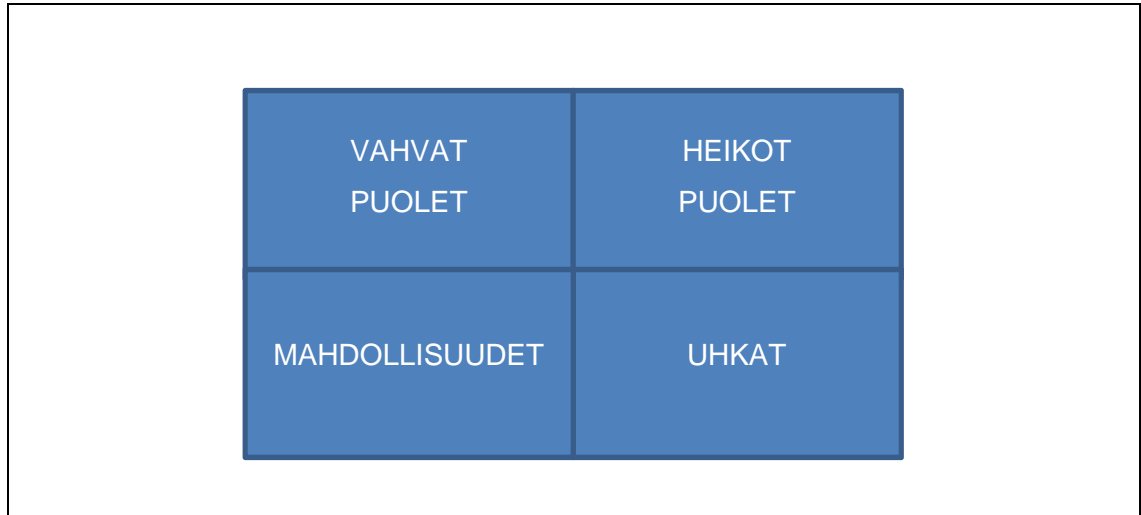 VAHVAT
PUOLET
HEIKOT
PUOLET
MAHDOLLISUUDET
UHKAT